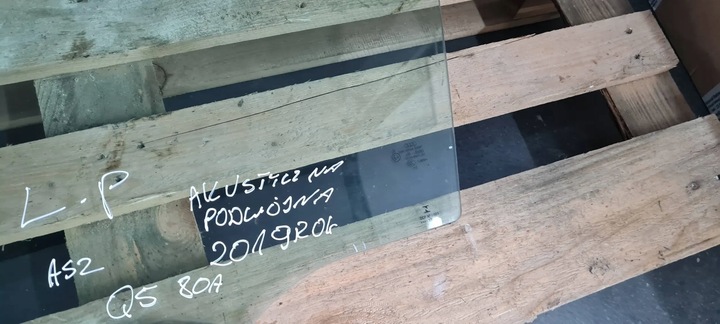 L.P
AKUSTYCZNA
PODWÓJNA
2019ROK
AS2
Q5 80A